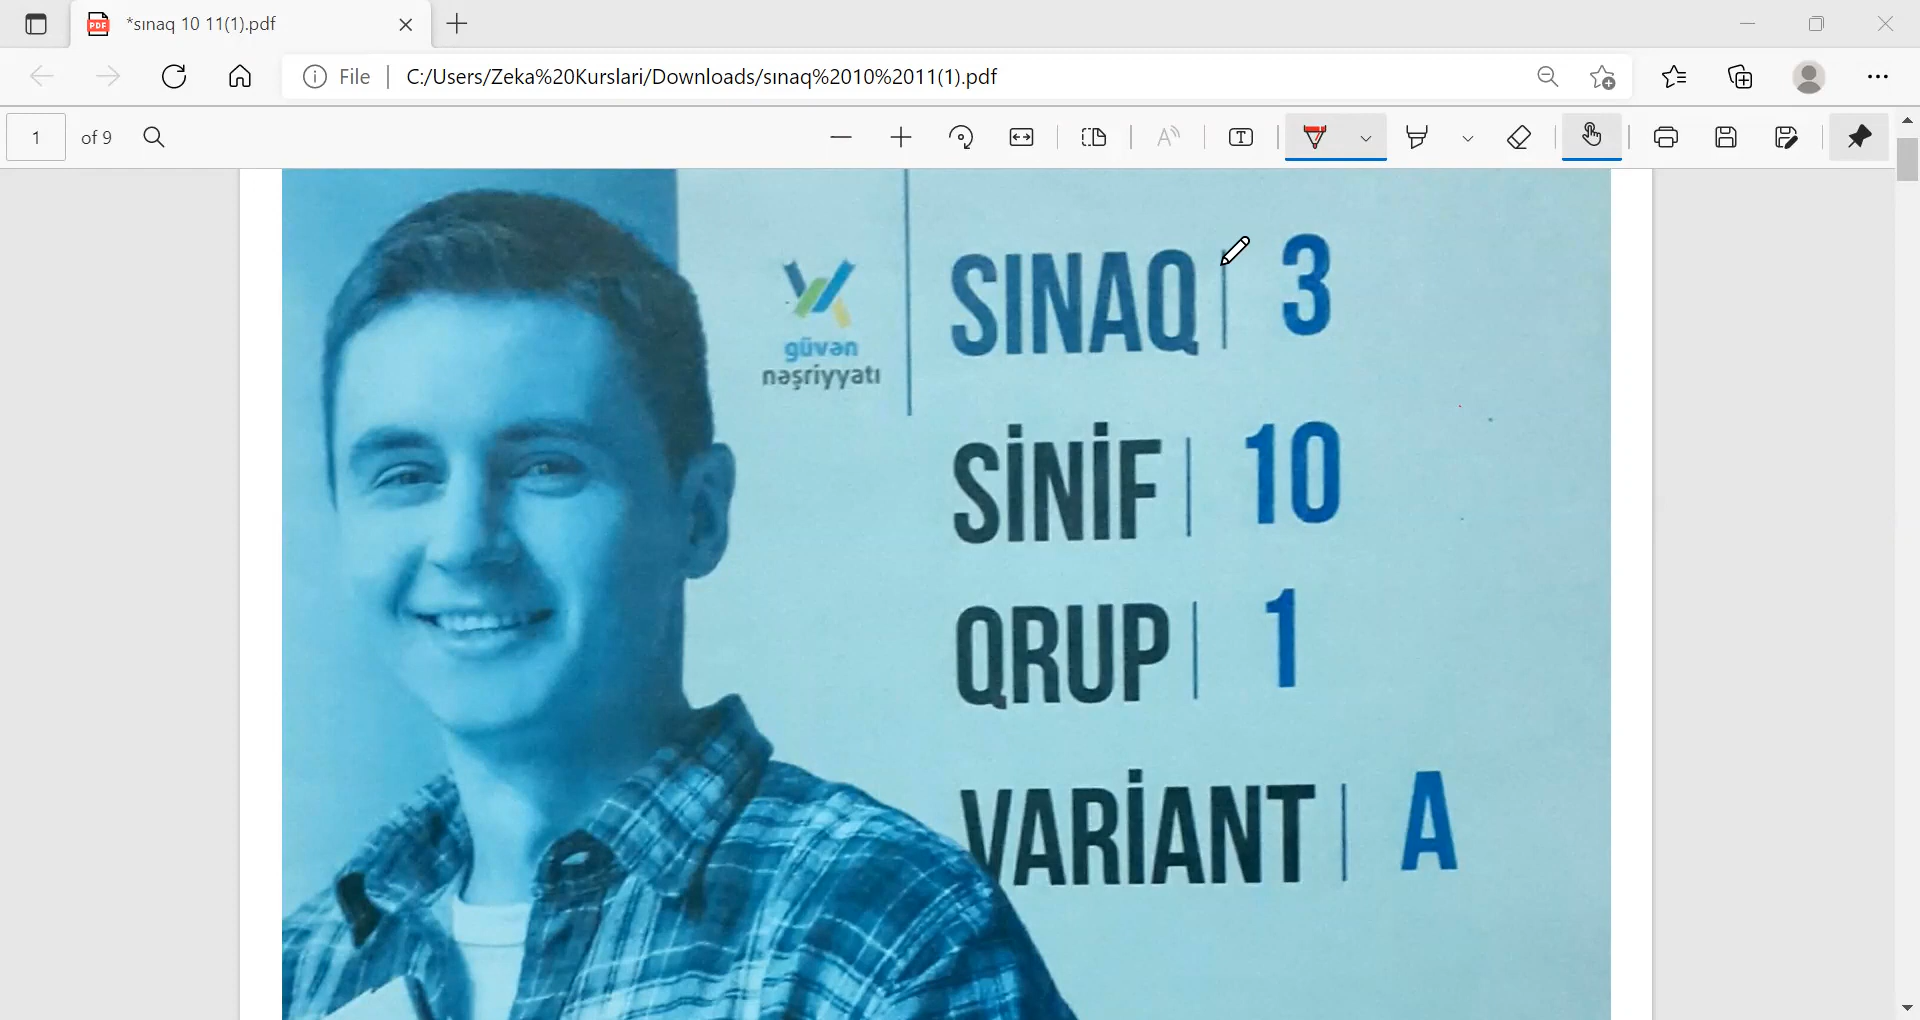 *sınaq 10 11(1).pdf
File
C:/Users/Zeka%20Kurslari/Downloads/sınaq%2010%2011(1).pdf
1 of 9
güvən
nəşriyyatı
SINAQ 3
SİNİF 10
QRUP 1
VARİANT A